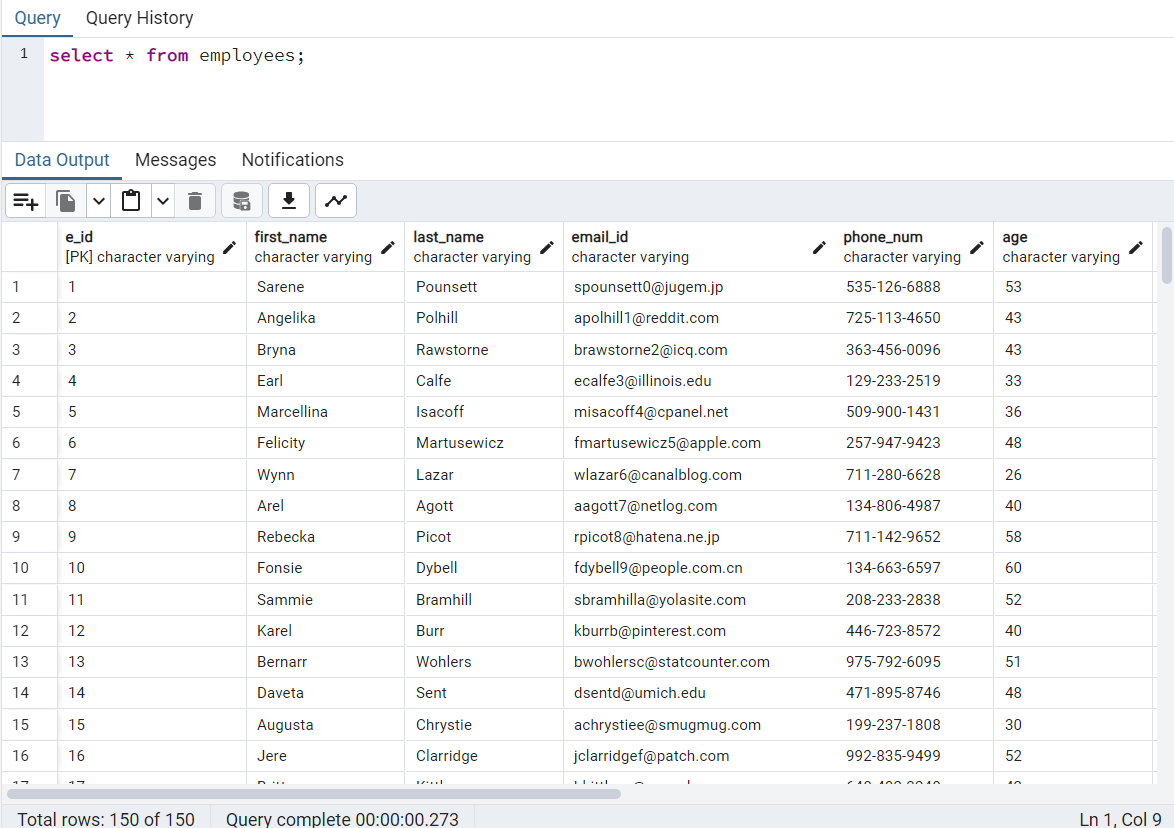 Query Query History
1 select * from employees;
Data Output Messages Notifications
e_id first_name last_name email_id phone_num age
[PK] character varying character varying character varying character varying character varying character varying
1 1 Sarene Pounsett spounsett0@jugem.jp 535-126-6888 53
2 2 Angelika Polhill apolhill1@reddit.com 725-113-4650 43
3 3 Bryna Rawstorne brawstorne2@icq.com 363-456-0096 43
4 4 Earl Calfe ecalfe3@illinois.edu 129-233-2519 33
5 5 Marcellina Isacoff misacoff4@cpanel.net 509-900-1431 36
6 6 Felicity Martusewicz fmartusewicz5@apple.com 257-947-9423 48
7 7 Wynn Lazar wlazar6@canalblog.com 711-280-6628 26
8 8 Arel Agott aagott7@netlog.com 134-806-4987 40
9 9 Rebecka Picot rpicot8@hatena.ne.jp 711-142-9652 58
10 10 Fonsie Dybell fdybell9@people.com.cn 134-663-6597 60
11 11 Sammie Bramhill sbramhilla@yolasite.com 208-233-2838 52
12 12 Karel Burr kburrb@pinterest.com 446-723-8572 40
13 13 Bernarr Wohlers bwohlersc@statcounter.com 975-792-6095 51
14 14 Daveta Sent dsentd@umich.edu 471-895-8746 48
15 15 Augusta Chrystie achrystiee@smugmug.com 199-237-1808 30
16 16 Jere Clarridge jclarridgef@patch.com 992-835-9499 52
17 17
Total rows: 150 of 150 Query complete 00:00:00.273 Ln 1, Col 9